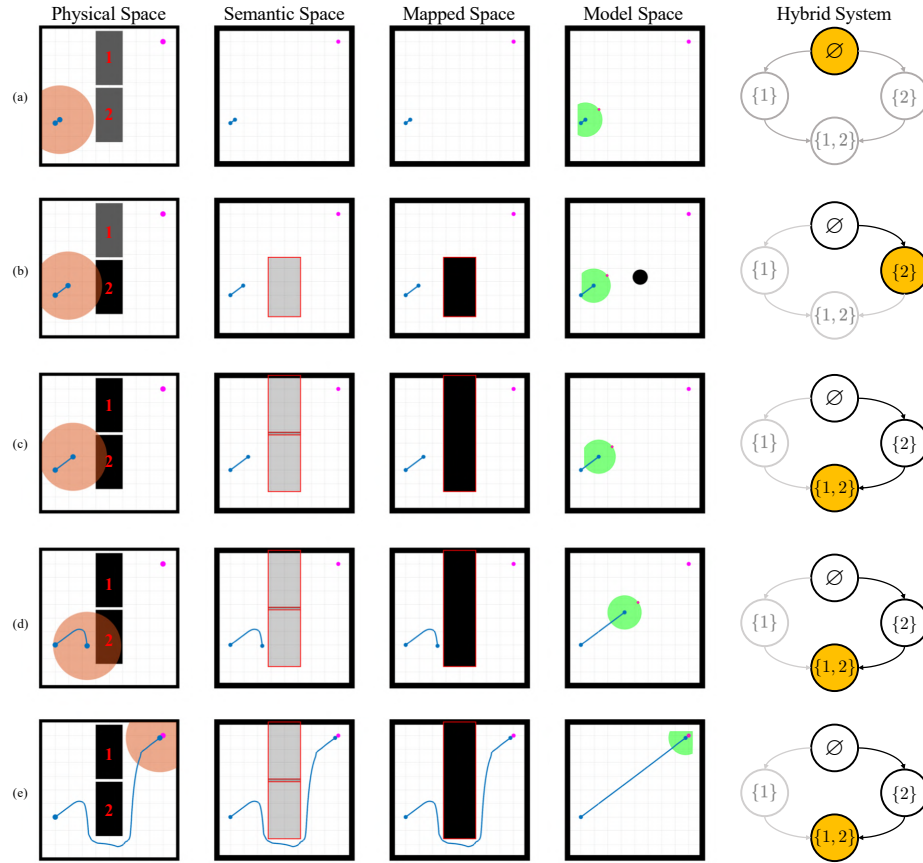 Physical Space Semantic Space Mapped Space Model Space Hybrid System
(a) 1 2 ∅ {1} {2} {1, 2}
(b) 1 2 ∅ {1} {2} {1, 2}
(c) 1 2 ∅ {1} {2} {1, 2}
(d) 1 2 ∅ {1} {2} {1, 2}
(e) 1 2 ∅ {1} {2} {1, 2}